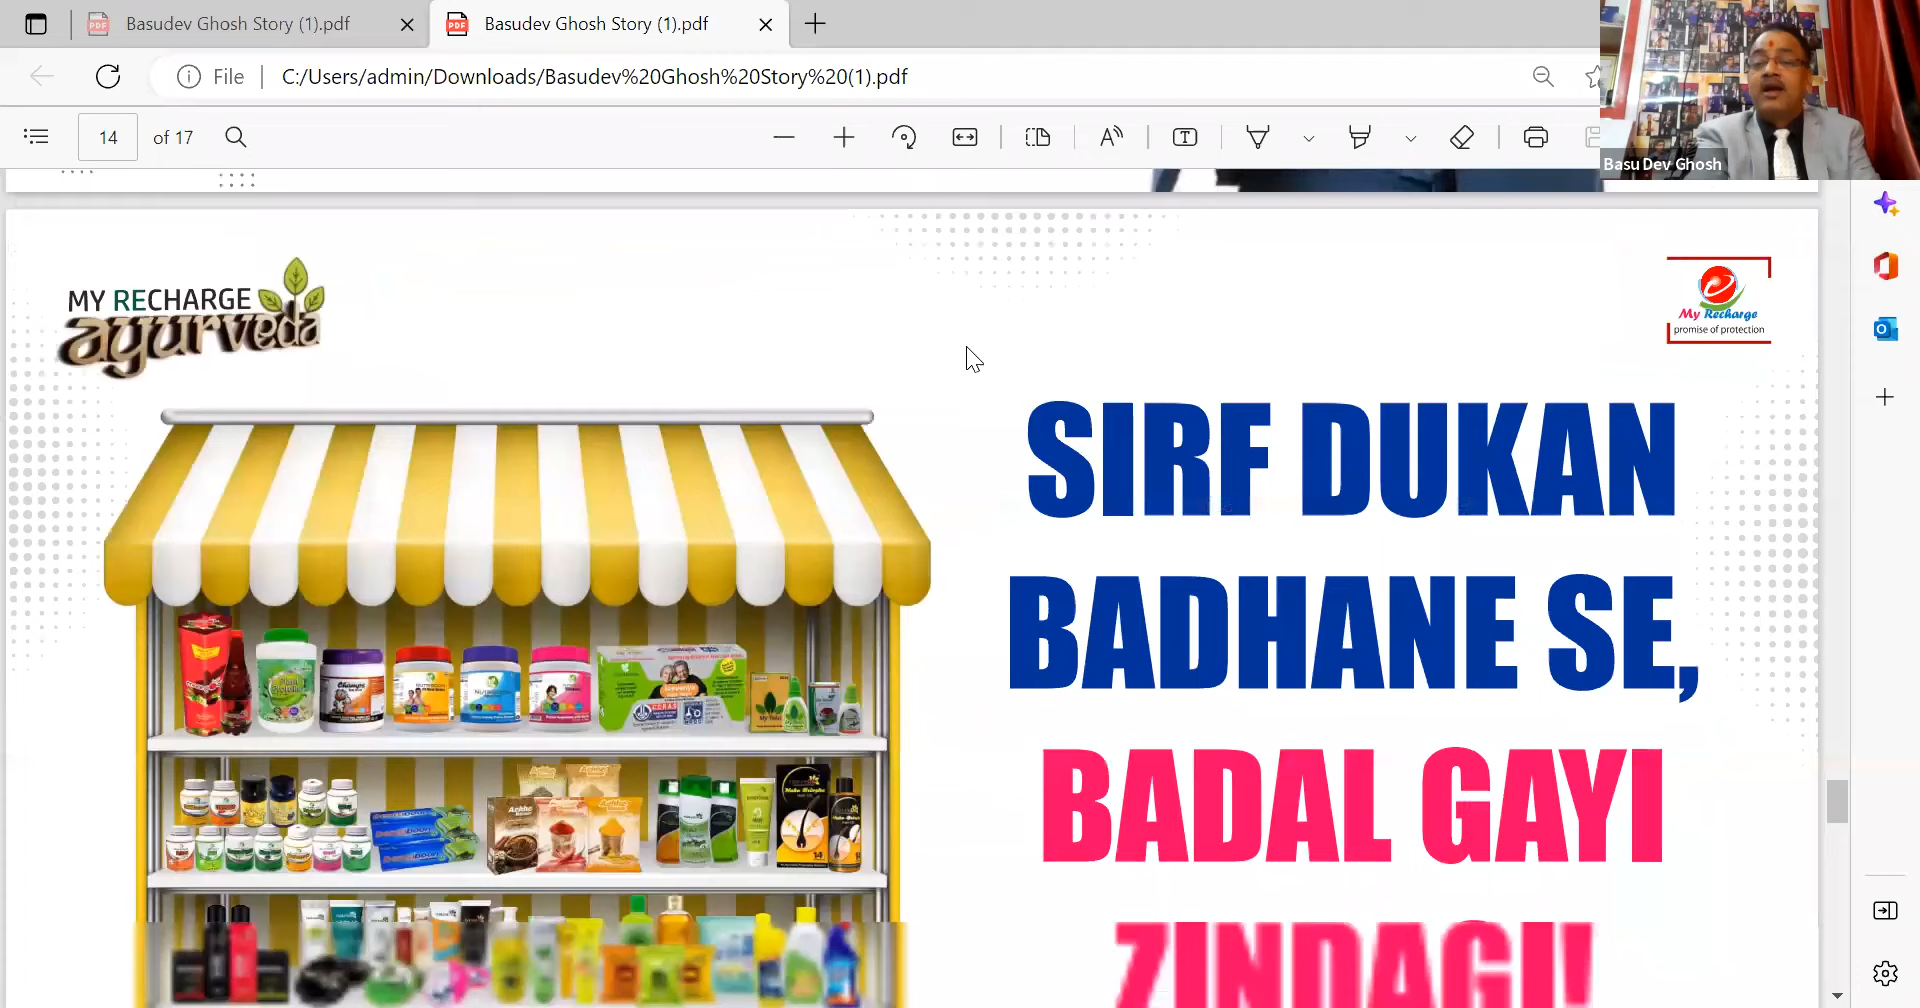 Basudev Ghosh Story (1).pdf
Basudev Ghosh Story (1).pdf
File
C:/Users/admin/Downloads/Basudev%20Ghosh%20Story%20(1).pdf
14 of 17
Basu Dev Ghosh
MY RECHARGE
ayurveda
My Recharge
promise of protection
SIRF DUKAN
BADHANE SE,
BADAL GAYI
ZINDAGI!
Champs